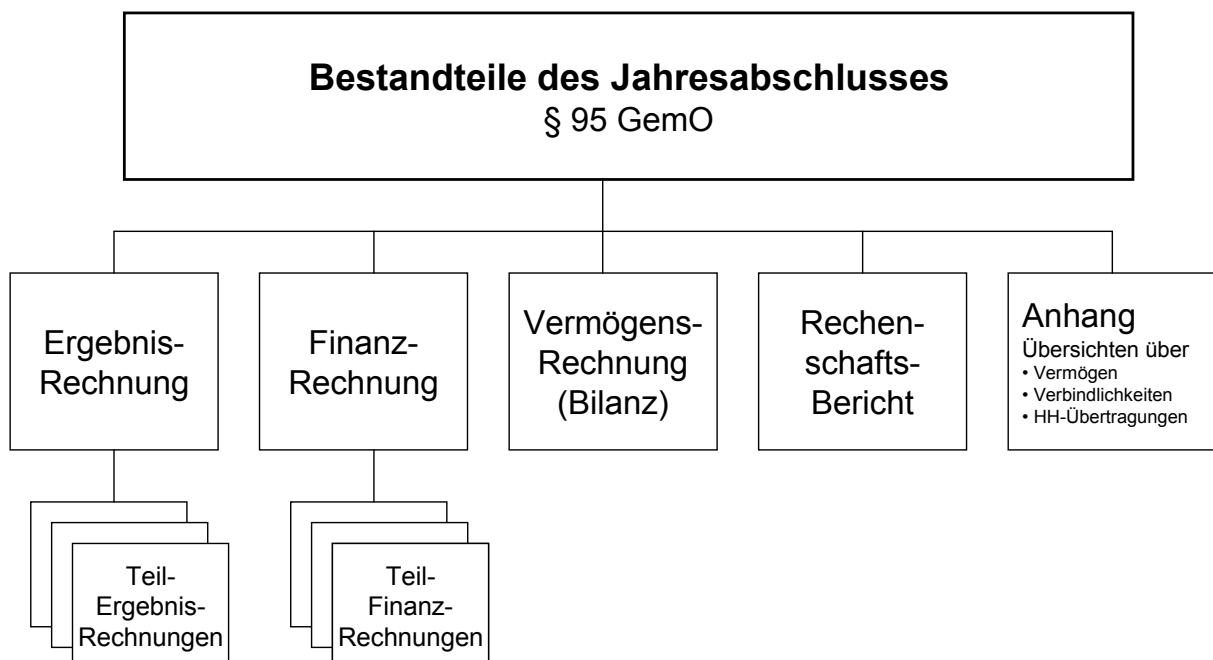 Bestandteile des Jahresabschlusses
§ 95 GemO
Ergebnis-
Rechnung
Finanz-
Rechnung
Vermögens-
Rechnung
(Bilanz)
Rechen-
schafts-
Bericht
Anhang
Übersichten über
• Vermögen
• Verbindlichkeiten
• HH-Übertragungen
Teil-
Ergebnis-
Rechnungen
Teil-
Finanz-
Rechnungen